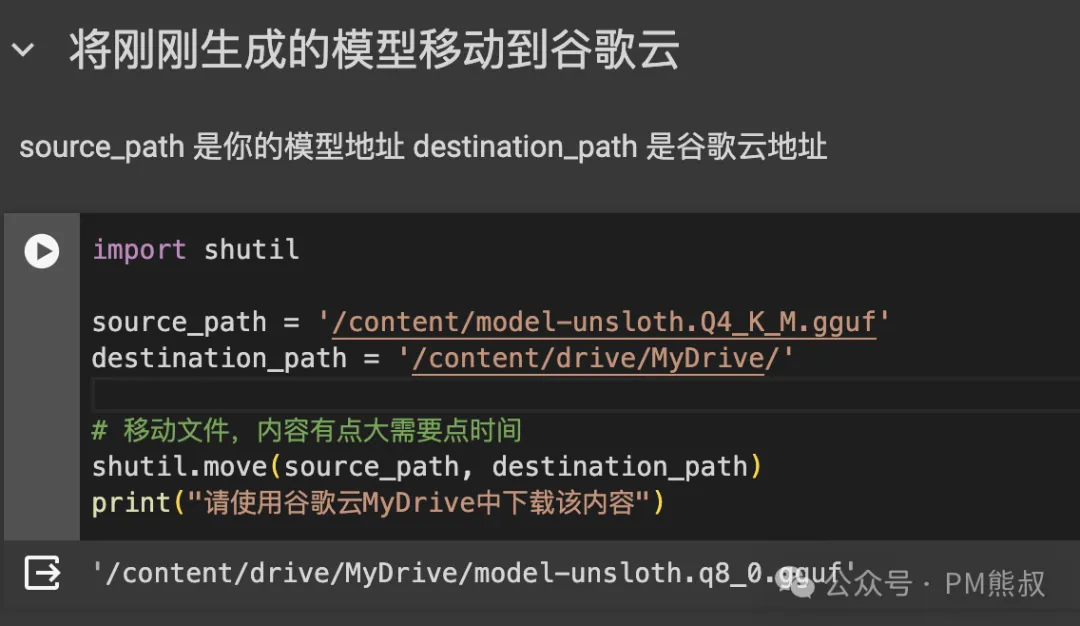 将刚刚生成的模型移动到谷歌云
source_path 是你的模型地址 destination_path 是谷歌云地址
import shutil
source_path = '/content/model-unsloth.Q4_K_M.gguf'
destination_path = '/content/drive/MyDrive/'
# 移动文件，内容有点大需要点时间
shutil.move(source_path, destination_path)
print("请使用谷歌云MyDrive中下载该内容")
'/content/drive/MyDrive/model-unsloth.q8_0.gguf'
公众号 · PM熊叔